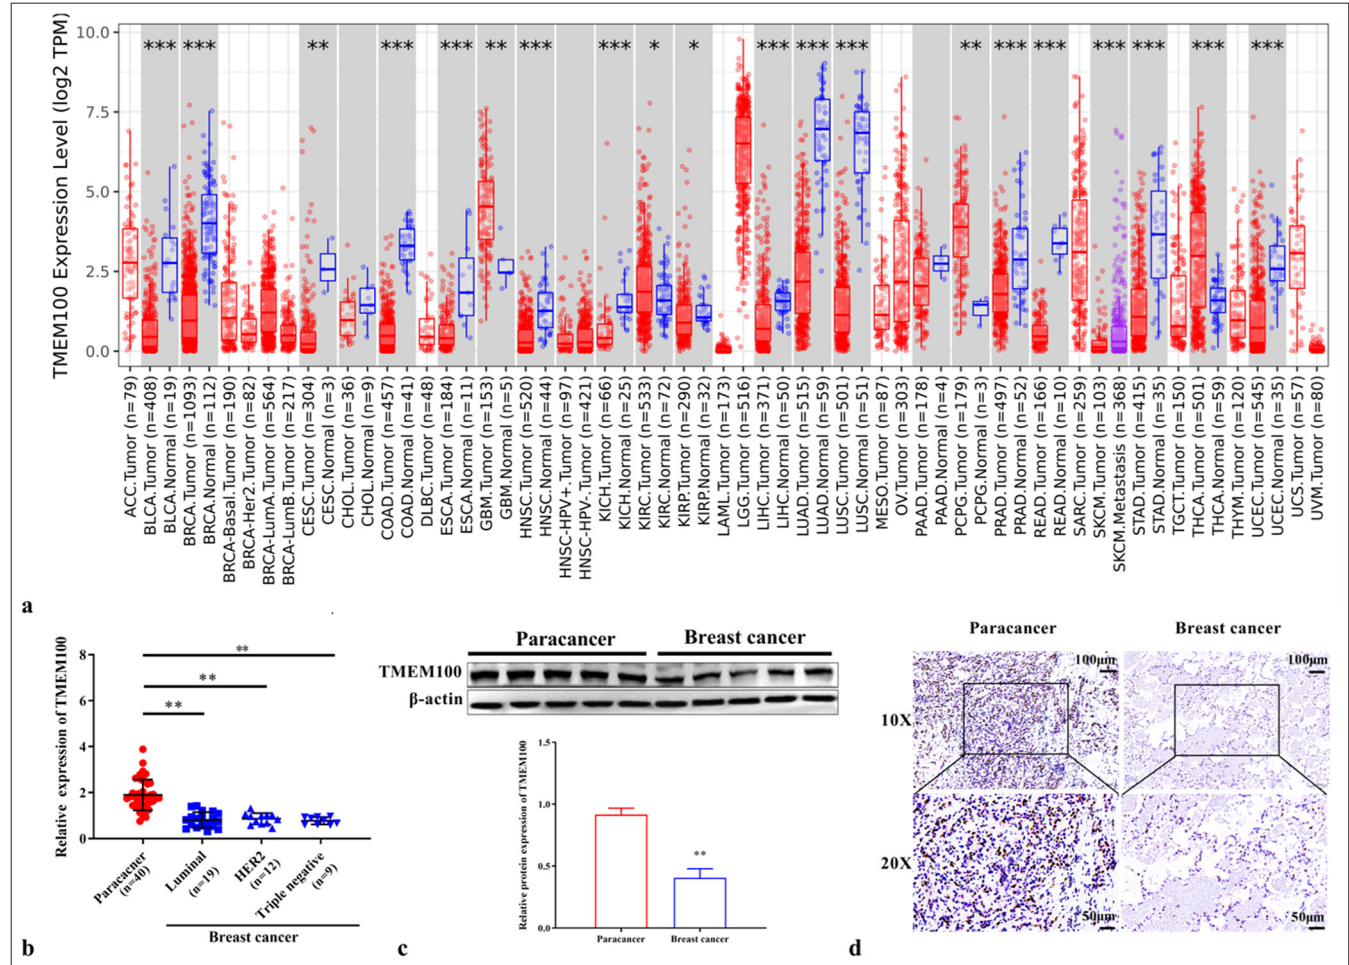 TMEM100 Expression Level (log2 TPM)
10.0
7.5
5.0
2.5
0.0
*** *** ** *** *** ** *** *** * * *** *** *** ** *** *** *** *** *** ***
ACC.Tumor (n=79)
BLCA.Tumor (n=408)
BLCA.Normal (n=19)
BRCA.Tumor (n=1093)
BRCA.Normal (n=112)
BRCA-Basal.Tumor (n=190)
BRCA-Her2.Tumor (n=82)
BRCA-LumA.Tumor (n=564)
BRCA-LumB.Tumor (n=217)
CESC.Tumor (n=304)
CESC.Normal (n=3)
CHOL.Tumor (n=36)
CHOL.Normal (n=9)
COAD.Tumor (n=457)
COAD.Normal (n=41)
DLBC.Tumor (n=48)
ESCA.Tumor (n=184)
ESCA.Normal (n=11)
GBM.Tumor (n=153)
GBM.Normal (n=5)
HNSC.Tumor (n=520)
HNSC.Normal (n=44)
HNSC-HPV+.Tumor (n=97)
HNSC-HPV-.Tumor (n=421)
KICH.Tumor (n=66)
KICH.Normal (n=25)
KIRC.Tumor (n=533)
KIRC.Normal (n=72)
KIRP.Tumor (n=290)
KIRP.Normal (n=32)
LAML.Tumor (n=173)
LGG.Tumor (n=516)
LIHC.Tumor (n=371)
LIHC.Normal (n=50)
LUAD.Tumor (n=515)
LUAD.Normal (n=59)
LUSC.Tumor (n=501)
LUSC.Normal (n=51)
MESO.Tumor (n=87)
OV.Tumor (n=303)
PAAD.Tumor (n=178)
PAAD.Normal (n=4)
PCPG.Tumor (n=179)
PCPG.Normal (n=3)
PRAD.Tumor (n=497)
PRAD.Normal (n=52)
READ.Tumor (n=166)
READ.Normal (n=10)
SARC.Tumor (n=259)
SKCM.Tumor (n=103)
SKCM.Metastasis (n=368)
STAD.Tumor (n=415)
STAD.Normal (n=35)
TGCT.Tumor (n=150)
THCA.Tumor (n=501)
THCA.Normal (n=59)
THYM.Tumor (n=120)
UCEC.Tumor (n=545)
UCEC.Normal (n=35)
UCS.Tumor (n=57)
UVM.Tumor (n=80)
a
Relative expression of TMEM100
8
6
4
2
0
**
**
**
Paracacner
(n=40)
Luminal
(n=19)
HER2
(n=12)
Triple negative
(n=9)
Breast cancer
b
Paracancer Breast cancer
TMEM100
β-actin
Relative protein expression of TMEM100
1.5
1.0
0.5
0.0
**
Paracancer Breast cancer
c
Paracancer Breast cancer
100μm 100μm
10X
20X
50μm 50μm
d